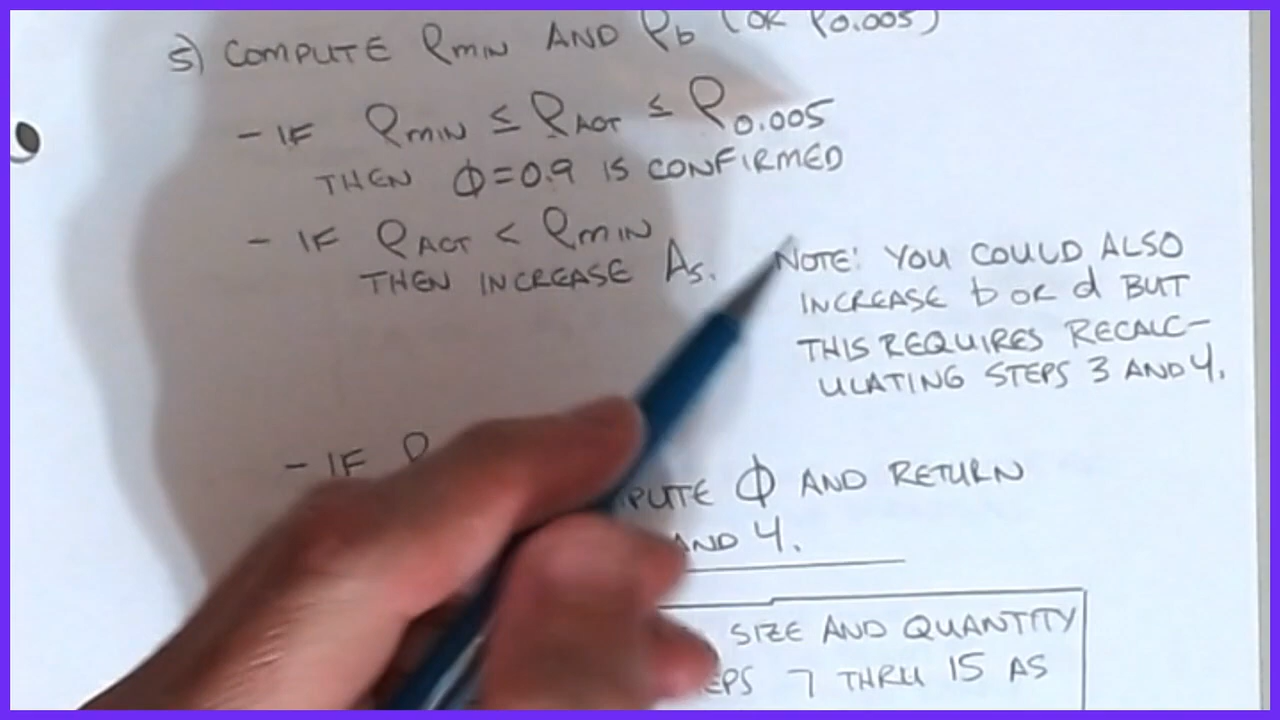 5) COMPUTE ρMIN AND ρb (OR ρ0.005)
- IF ρMIN ≤ ρACT ≤ ρ0.005
THEN Φ=0.9 IS CONFIRMED
- IF ρACT < ρMIN
THEN INCREASE As.
NOTE: YOU COULD ALSO
INCREASE b OR d BUT
THIS REQUIRES RECALC-
ULATING STEPS 3 AND 4.
- IF ρ
Φ AND RETURN
AND 4.
SIZE AND QUANTITY
7 THRU 15 AS